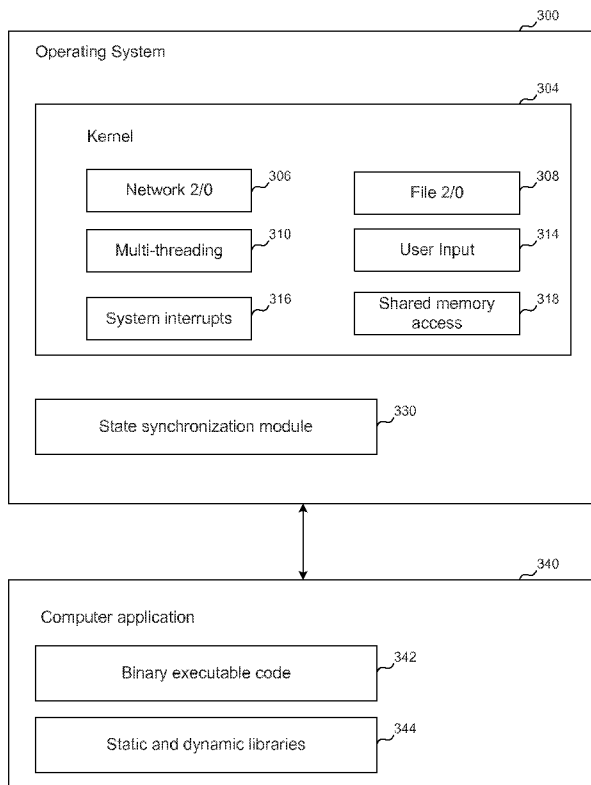 300
Operating System
304
Kernel
Network 2/0
306
File 2/0
308
Multi-threading
310
User Input
314
System interrupts
316
Shared memory
access
318
State synchronization module
330
340
Computer application
Binary executable code
342
Static and dynamic libraries
344